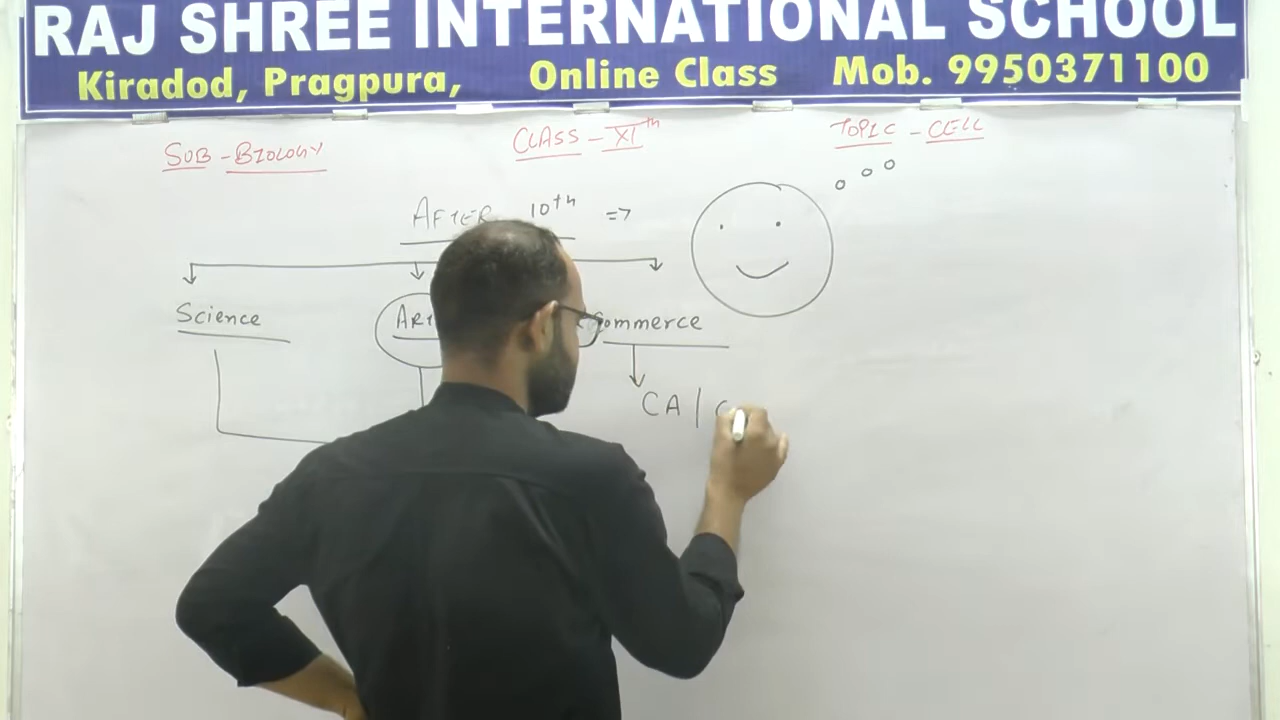 RAJ SHREE INTERNATIONAL SCHOOL
Kiradod, Pragpura, Online Class Mob. 9950371100
SUB - BIOLOGY CLASS - XIth TOPIC - CELL
AFTER 10th =>
Science Commerce
CA |